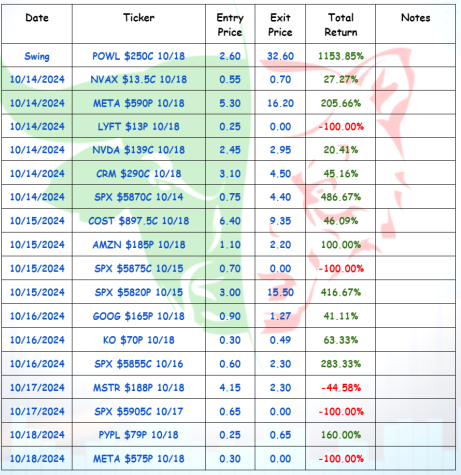 Date Ticker Entry Price Exit Price Total Return Notes
Swing POWL $250C 10/18 2.60 32.60 1153.85%
10/14/2024 NVAX $13.5C 10/18 0.55 0.70 27.27%
10/14/2024 META $590P 10/18 5.30 16.20 205.66%
10/14/2024 LYFT $13P 10/18 0.25 0.00 -100.00%
10/14/2024 NVDA $139C 10/18 2.45 2.95 20.41%
10/14/2024 CRM $290C 10/18 3.10 4.50 45.16%
10/14/2024 SPX $5870C 10/14 0.75 4.40 486.67%
10/15/2024 COST $897.5C 10/18 6.40 9.35 46.09%
10/15/2024 AMZN $185P 10/18 1.10 2.20 100.00%
10/15/2024 SPX $5875C 10/15 0.70 0.00 -100.00%
10/15/2024 SPX $5820P 10/15 3.00 15.50 416.67%
10/16/2024 GOOG $165P 10/18 0.90 1.27 41.11%
10/16/2024 KO $70P 10/18 0.30 0.49 63.33%
10/16/2024 SPX $5855C 10/16 0.60 2.30 283.33%
10/17/2024 MSTR $188P 10/18 4.15 2.30 -44.58%
10/17/2024 SPX $5905C 10/17 0.65 0.00 -100.00%
10/18/2024 PYPL $79P 10/18 0.25 0.65 160.00%
10/18/2024 META $575P 10/18 0.30 0.00 -100.00%